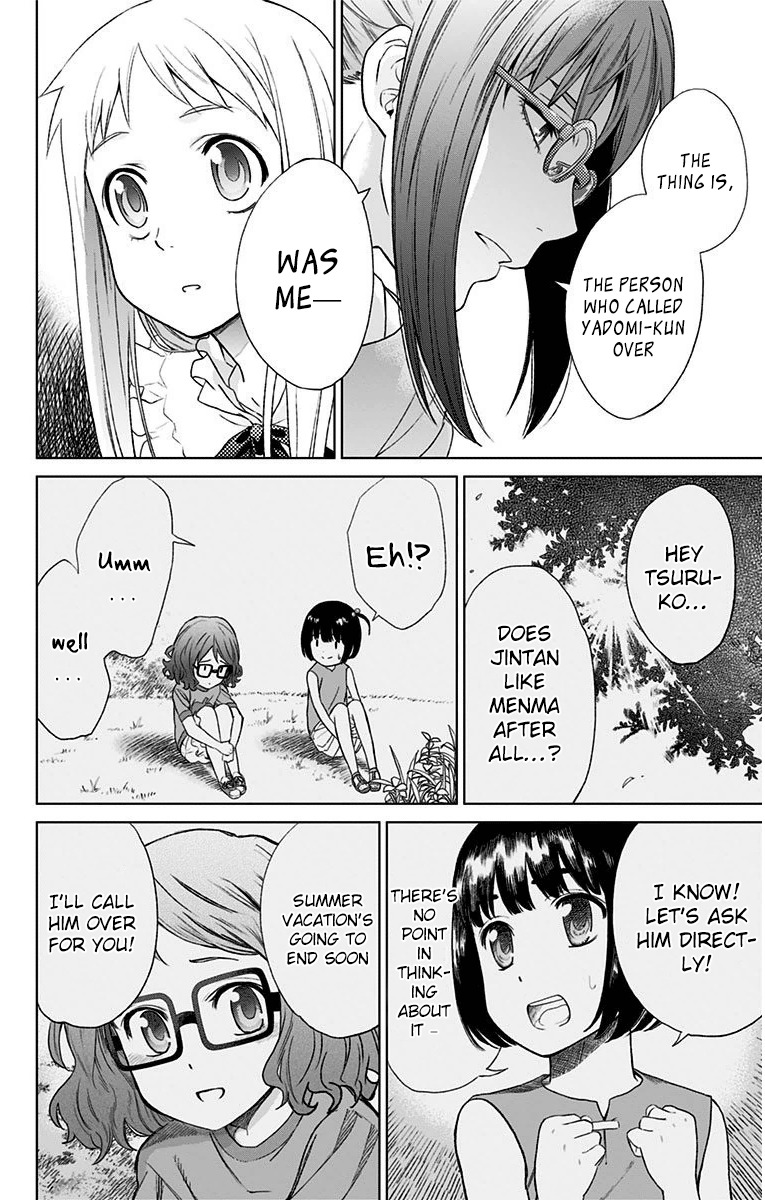 THE
THING IS,
THE PERSON
WHO CALLED
YADOMI-KUN
OVER
WAS
ME—
HEY
TSURU-
KO...
DOES
JINTAN
LIKE
MENMA
AFTER
ALL...?
Eh!?
Umm
...
well
...
I KNOW!
LET'S ASK
HIM DIRECT-
LY!
THERE'S
NO
POINT
IN
THINK-
ING
ABOUT
IT –
SUMMER
VACATION'S
GOING TO
END SOON
I'LL CALL
HIM OVER
FOR YOU!